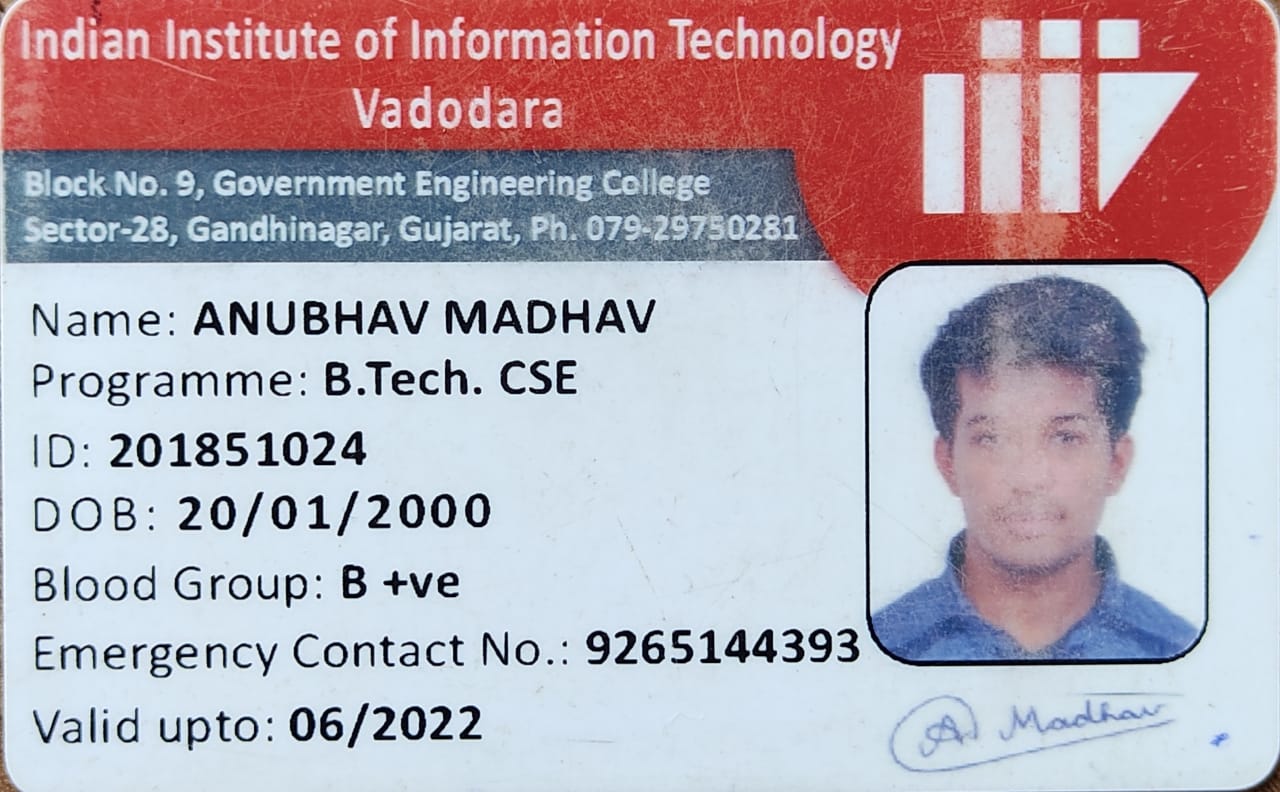 Indian Institute of Information Technology
Vadodara
Block No. 9, Government Engineering College
Sector-28, Gandhinagar, Gujarat, Ph. 079-29750281
Name: ANUBHAV MADHAV
Programme: B.Tech. CSE
ID: 201851024
DOB: 20/01/2000
Blood Group: B +ve
Emergency Contact No.: 9265144393
Valid upto: 06/2022
A Madhav